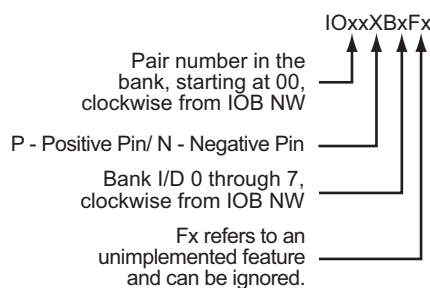 IOxxXBxFx
Pair number in the
bank, starting at 00,
clockwise from IOB NW
P - Positive Pin/ N - Negative Pin
Bank I/D 0 through 7,
clockwise from IOB NW
Fx refers to an
unimplemented feature
and can be ignored.